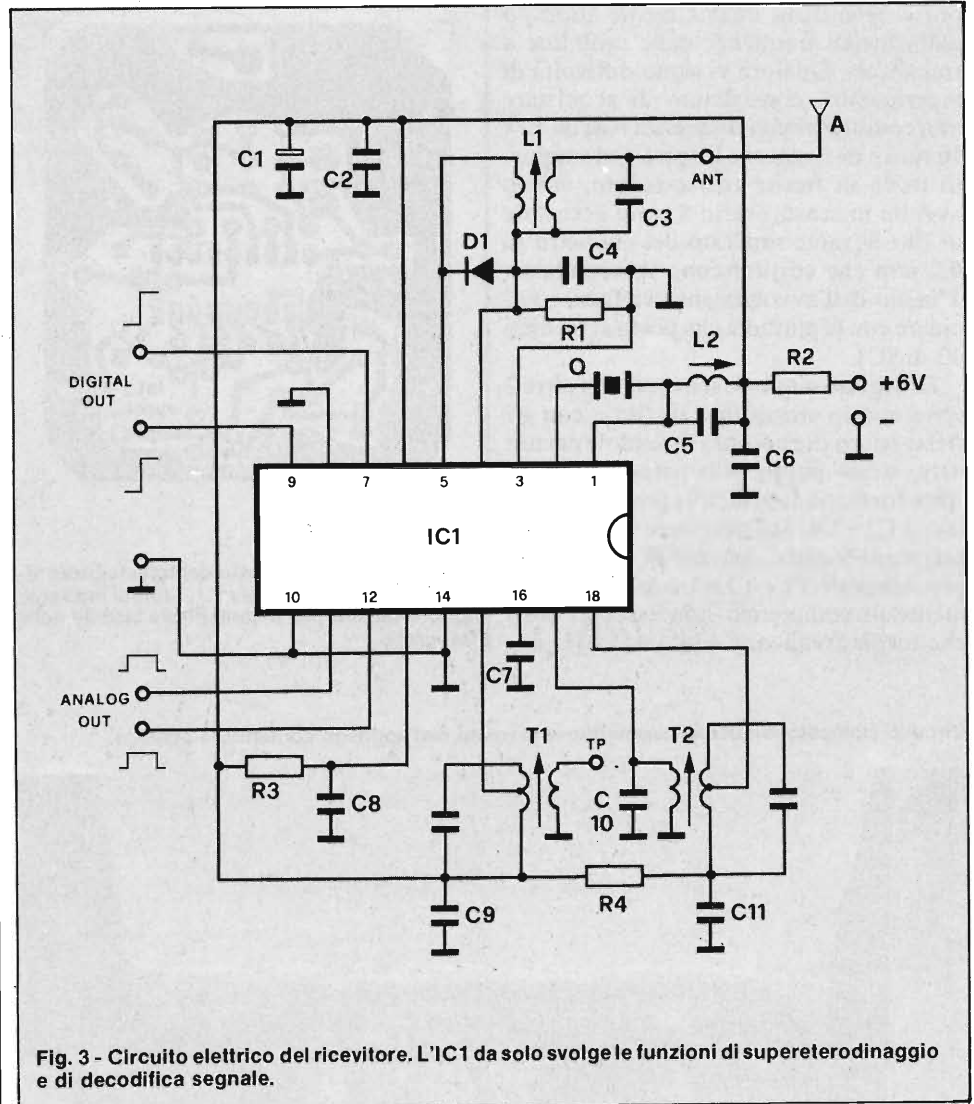 A
ANT
L1
C1
C2
C3
D1
C4
R1
L2
Q
R2
+6V
-
C5
C6
DIGITAL
OUT
9 7 5 3 1
IC1
10 12 14 16 18
C7
ANALOG
OUT
T1
TP
T2
R3
C8
C
10
C9
R4
C11
Fig. 3 - Circuito elettrico del ricevitore. L'IC1 da solo svolge le funzioni di supereterodinaggio
e di decodifica segnale.